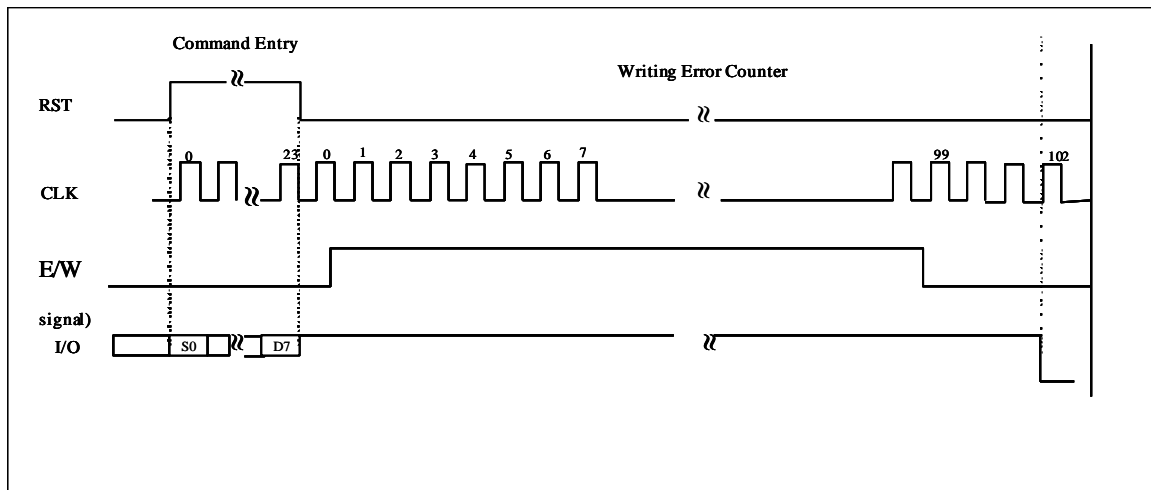 Command Entry
Writing Error Counter
RST
0 23 0 1 2 3 4 5 6 7 99 102
CLK
E/W
signal)
I/O S0 D7